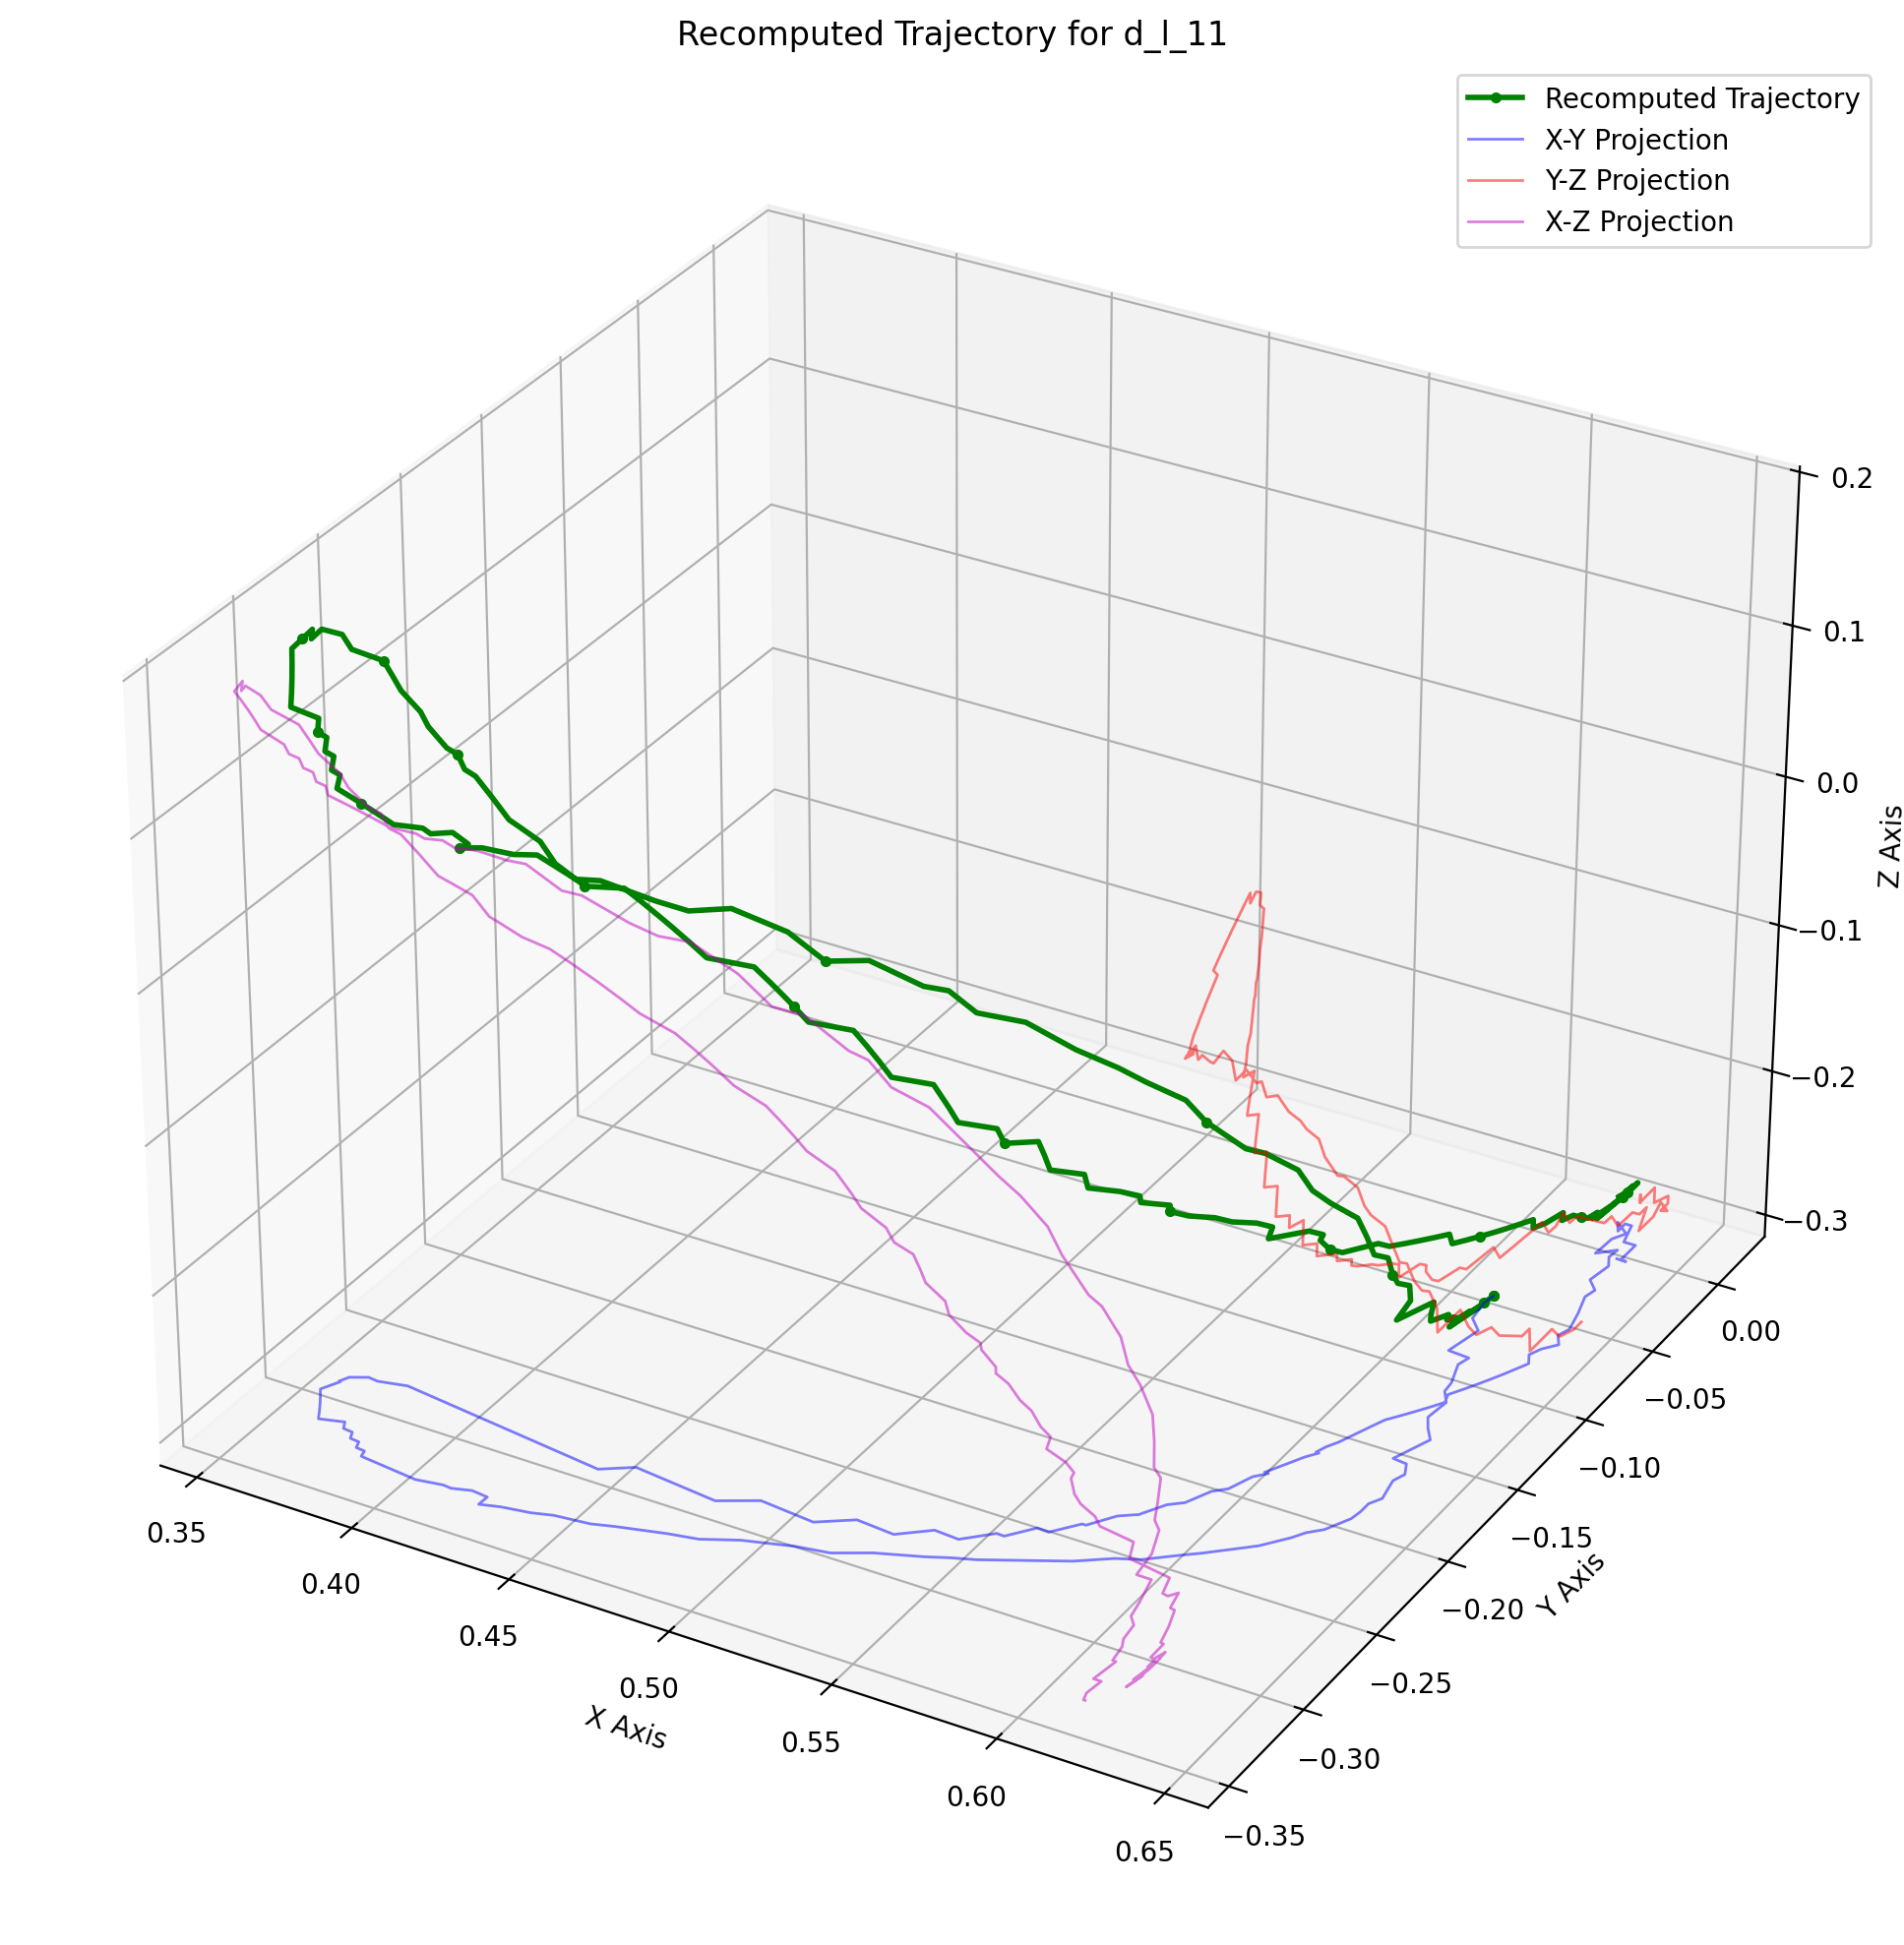 Recomputed Trajectory for d_l_11
Recomputed Trajectory
X-Y Projection
Y-Z Projection
X-Z Projection
0.2
0.1
0.0
−0.1
−0.2
−0.3
Z Axis
0.00
−0.05
−0.10
−0.15
−0.20
−0.25
−0.30
−0.35
Y Axis
0.35
0.40
0.45
0.50
0.55
0.60
0.65
X Axis